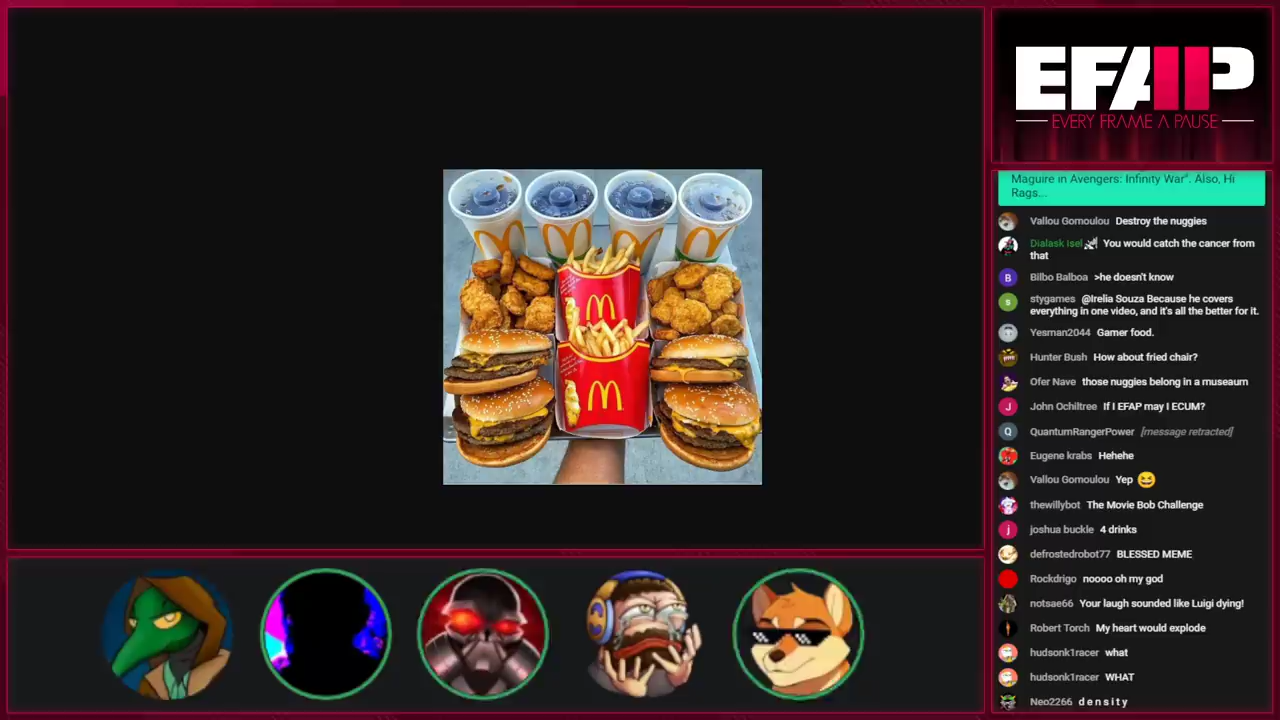 EFAP
EVERY FRAME A PAUSE
Maguire in Avengers: Infinity War". Also, Hi
Rags...
Vallou Gomoulou Destroy the nuggies
Dialask Isel You would catch the cancer from
that
B Bilbo Balboa >he doesn't know
s stygames @Irelia Souza Because he covers
everything in one video, and it's all the better for it.
Yesman2044 Gamer food.
Hunter Bush How about fried chair?
Ofer Nave those nuggies belong in a museaum
J John Ochiltree If I EFAP may I ECUM?
Q QuantumRangerPower [message retracted]
Eugene krabs Hehehe
Vallou Gomoulou Yep 😆
thewillybot The Movie Bob Challenge
j joshua buckle 4 drinks
defrostedrobot77 BLESSED MEME
Rockdrigo noooo oh my god
notsae66 Your laugh sounded like Luigi dying!
Robert Torch My heart would explode
hudsonk1racer what
hudsonk1racer WHAT
Neo2266 d e n s i t y